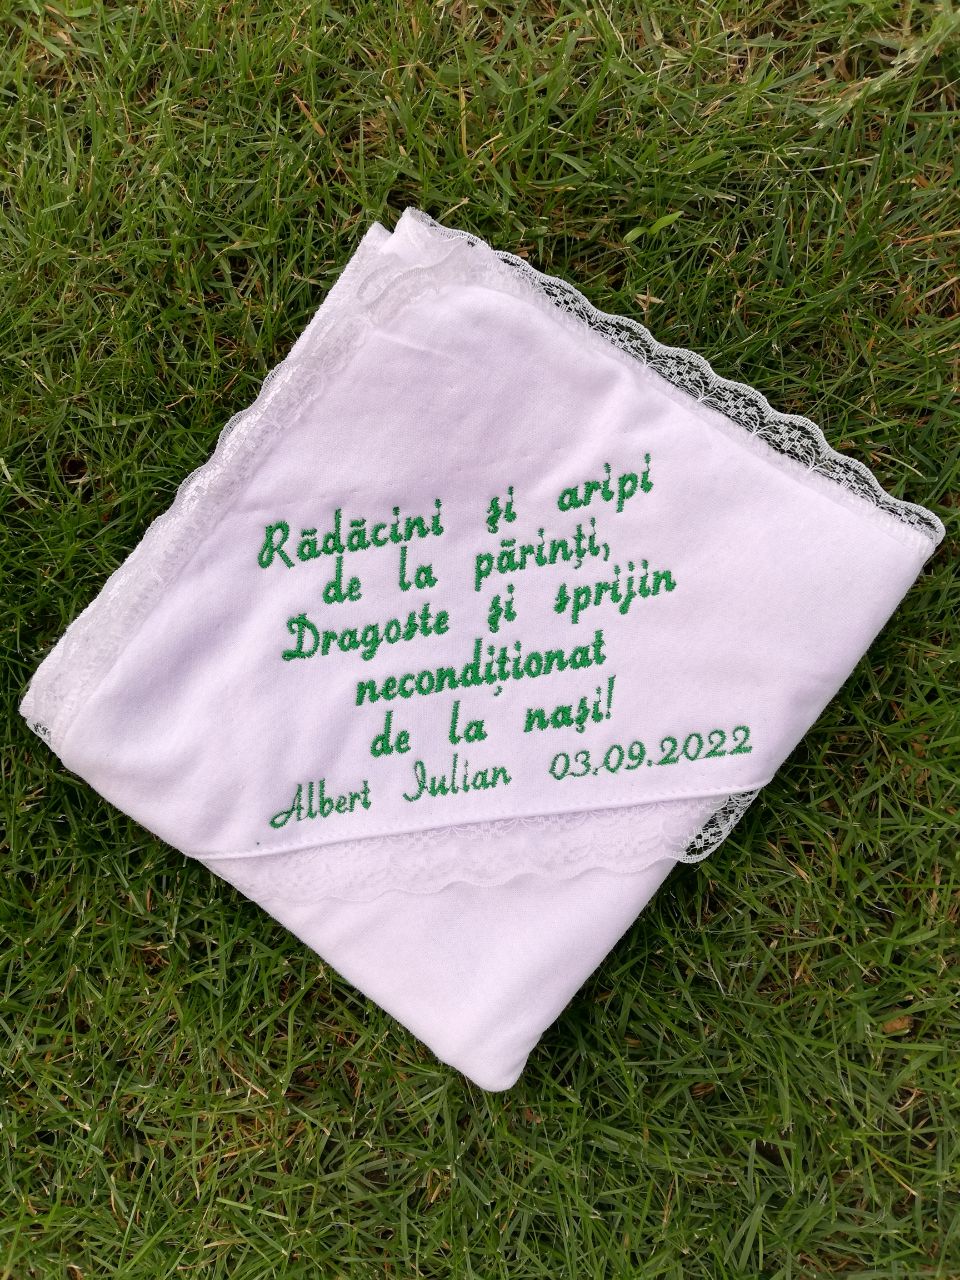 Rădăcini și aripi
de la părinți,
Dragoste și sprijin
necondiționat
de la nași!
Albert Iulian 03.09.2022